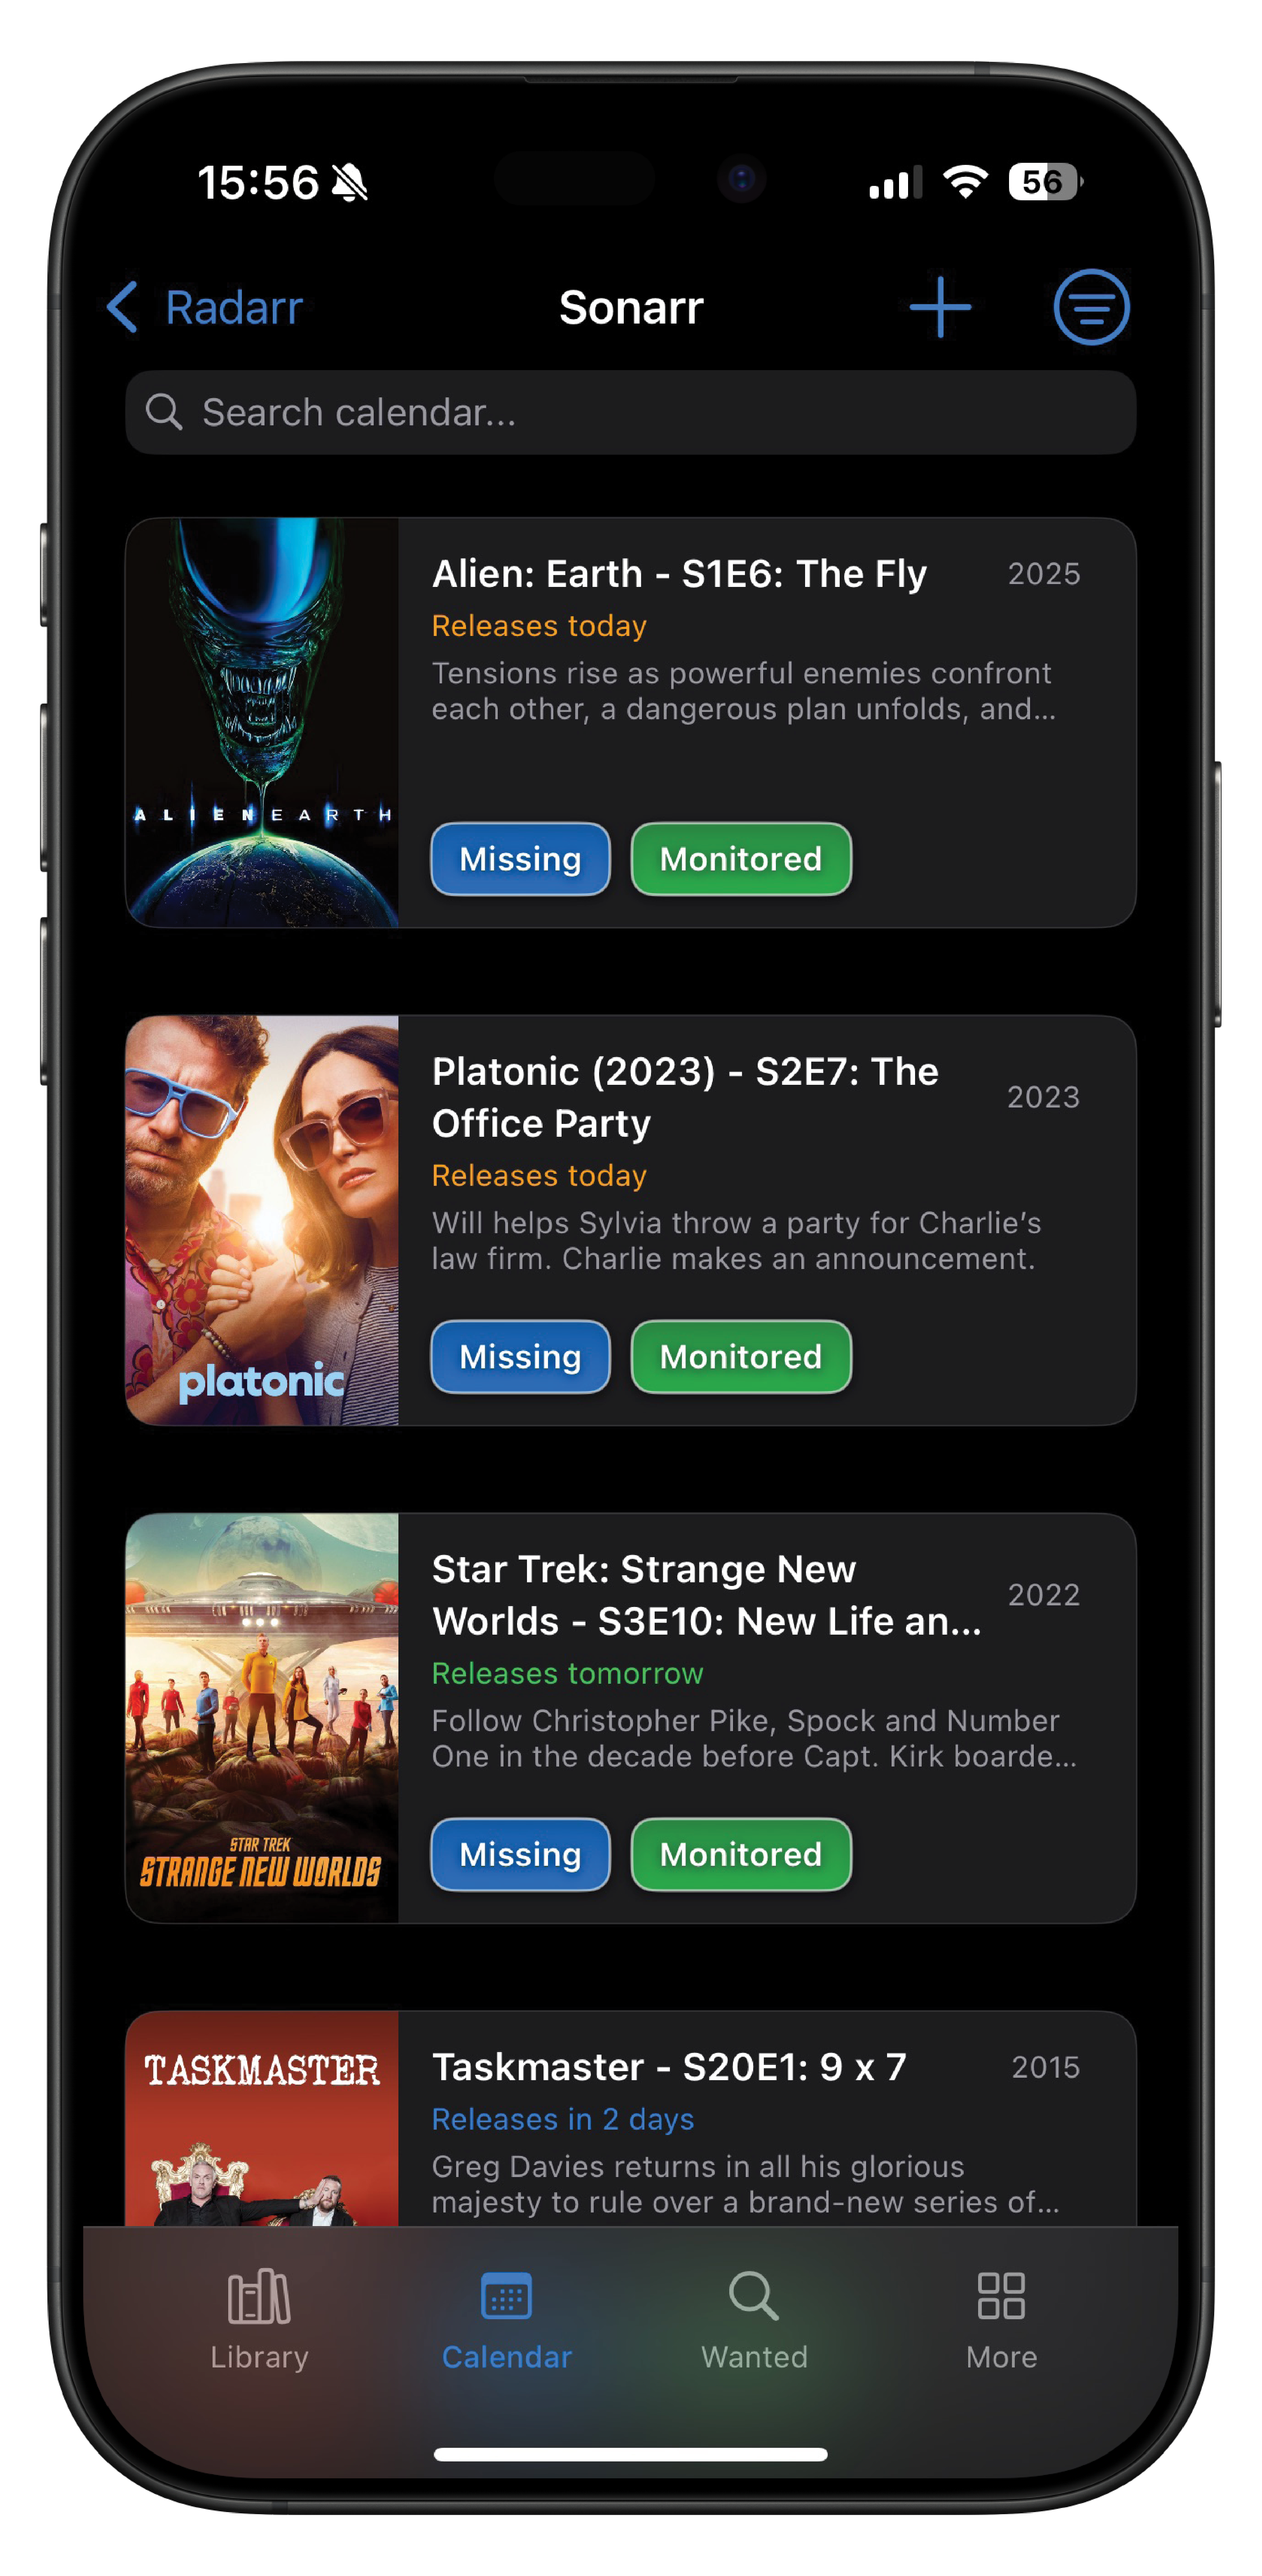 15:56
56
Radarr
Sonarr
Search calendar...
Alien: Earth - S1E6: The Fly
2025
Releases today
Tensions rise as powerful enemies confront
each other, a dangerous plan unfolds, and...
ALIEN EARTH
Missing
Monitored
Platonic (2023) - S2E7: The
Office Party
2023
Releases today
Will helps Sylvia throw a party for Charlie's
law firm. Charlie makes an announcement.
platonic
Missing
Monitored
Star Trek: Strange New
Worlds - S3E10: New Life an...
2022
Releases tomorrow
Follow Christopher Pike, Spock and Number
One in the decade before Capt. Kirk boarde...
STAR TREK
STRANGE NEW WORLDS
Missing
Monitored
TASKMASTER
Taskmaster - S20E1: 9 x 7
2015
Releases in 2 days
Greg Davies returns in all his glorious
majesty to rule over a brand-new series of...
Library
Calendar
Wanted
More